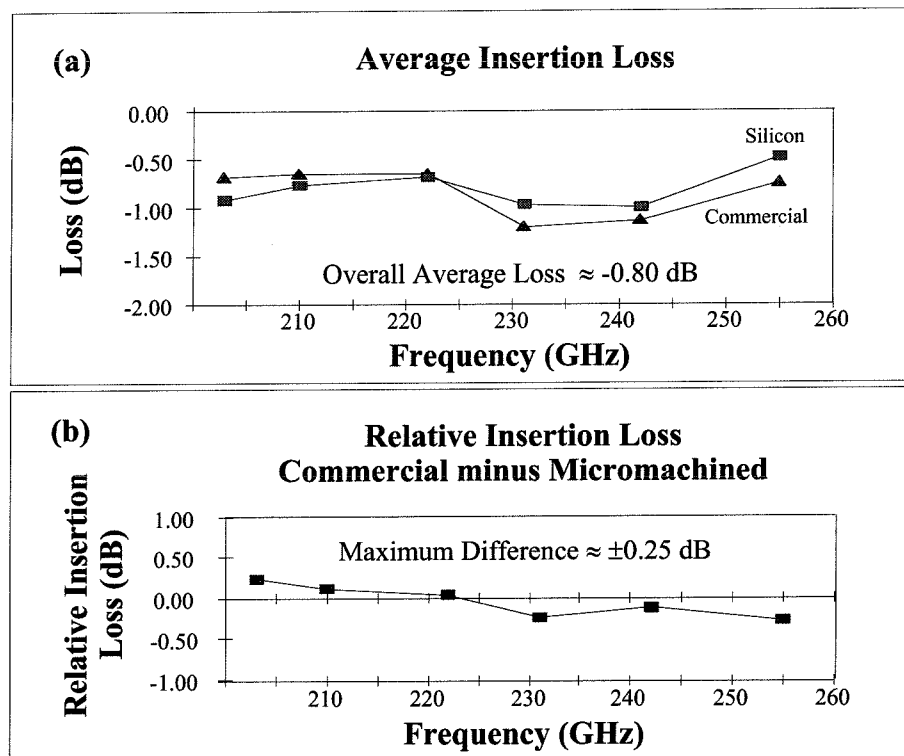 (a)
Average Insertion Loss
Loss (dB)
0.00
-0.50
-1.00
-1.50
-2.00
Silicon
Commercial
Overall Average Loss ≈ -0.80 dB
210 220 230 240 250 260
Frequency (GHz)
(b)
Relative Insertion Loss
Commercial minus Micromachined
Relative Insertion
Loss (dB)
1.00
0.50
0.00
-0.50
-1.00
Maximum Difference ≈ ±0.25 dB
210 220 230 240 250 260
Frequency (GHz)